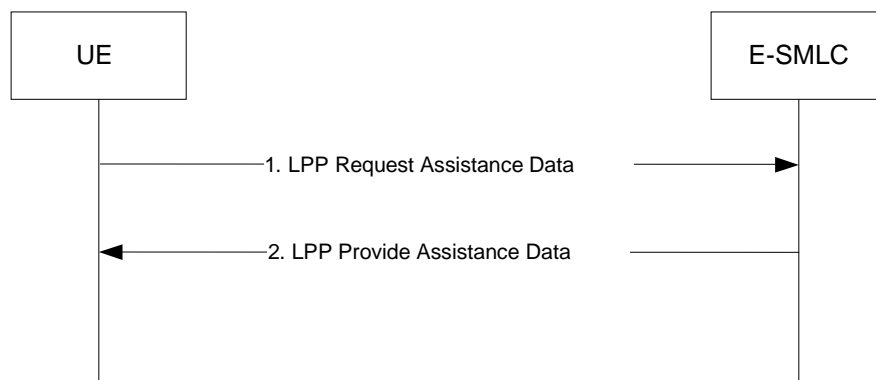 UE
E-SMLC
1. LPP Request Assistance Data
2. LPP Provide Assistance Data